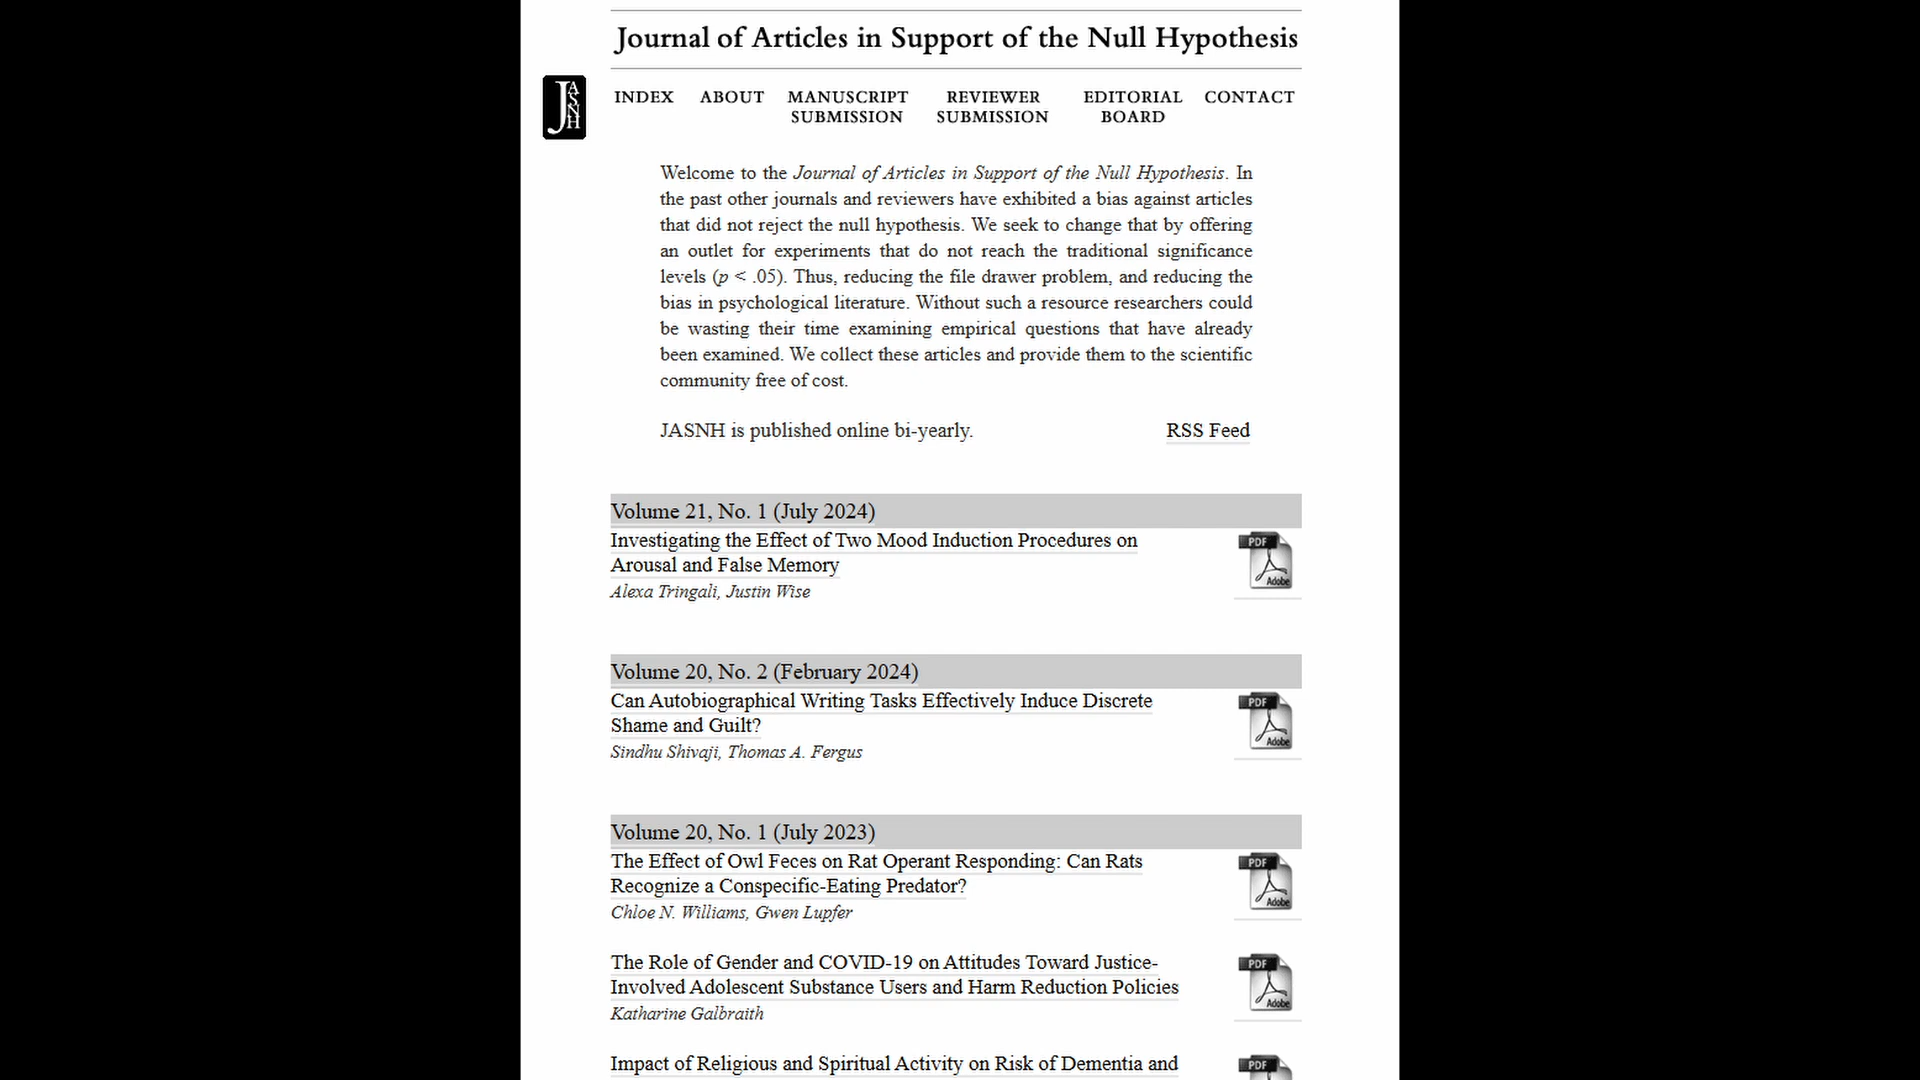 Journal of Articles in Support of the Null Hypothesis
JASNH
INDEX ABOUT MANUSCRIPT SUBMISSION REVIEWER SUBMISSION EDITORIAL BOARD CONTACT
Welcome to the Journal of Articles in Support of the Null Hypothesis. In
the past other journals and reviewers have exhibited a bias against articles
that did not reject the null hypothesis. We seek to change that by offering
an outlet for experiments that do not reach the traditional significance
levels (p < .05). Thus, reducing the file drawer problem, and reducing the
bias in psychological literature. Without such a resource researchers could
be wasting their time examining empirical questions that have already
been examined. We collect these articles and provide them to the scientific
community free of cost.
JASNH is published online bi-yearly. RSS Feed
Volume 21, No. 1 (July 2024)
Investigating the Effect of Two Mood Induction Procedures on
Arousal and False Memory
Alexa Tringali, Justin Wise
PDF
Adobe
Volume 20, No. 2 (February 2024)
Can Autobiographical Writing Tasks Effectively Induce Discrete
Shame and Guilt?
Sindhu Shivaji, Thomas A. Fergus
PDF
Adobe
Volume 20, No. 1 (July 2023)
The Effect of Owl Feces on Rat Operant Responding: Can Rats
Recognize a Conspecific-Eating Predator?
Chloe N. Williams, Gwen Lupfer
PDF
Adobe
The Role of Gender and COVID-19 on Attitudes Toward Justice-
Involved Adolescent Substance Users and Harm Reduction Policies
Katharine Galbraith
PDF
Adobe
Impact of Religious and Spiritual Activity on Risk of Dementia and
PDF